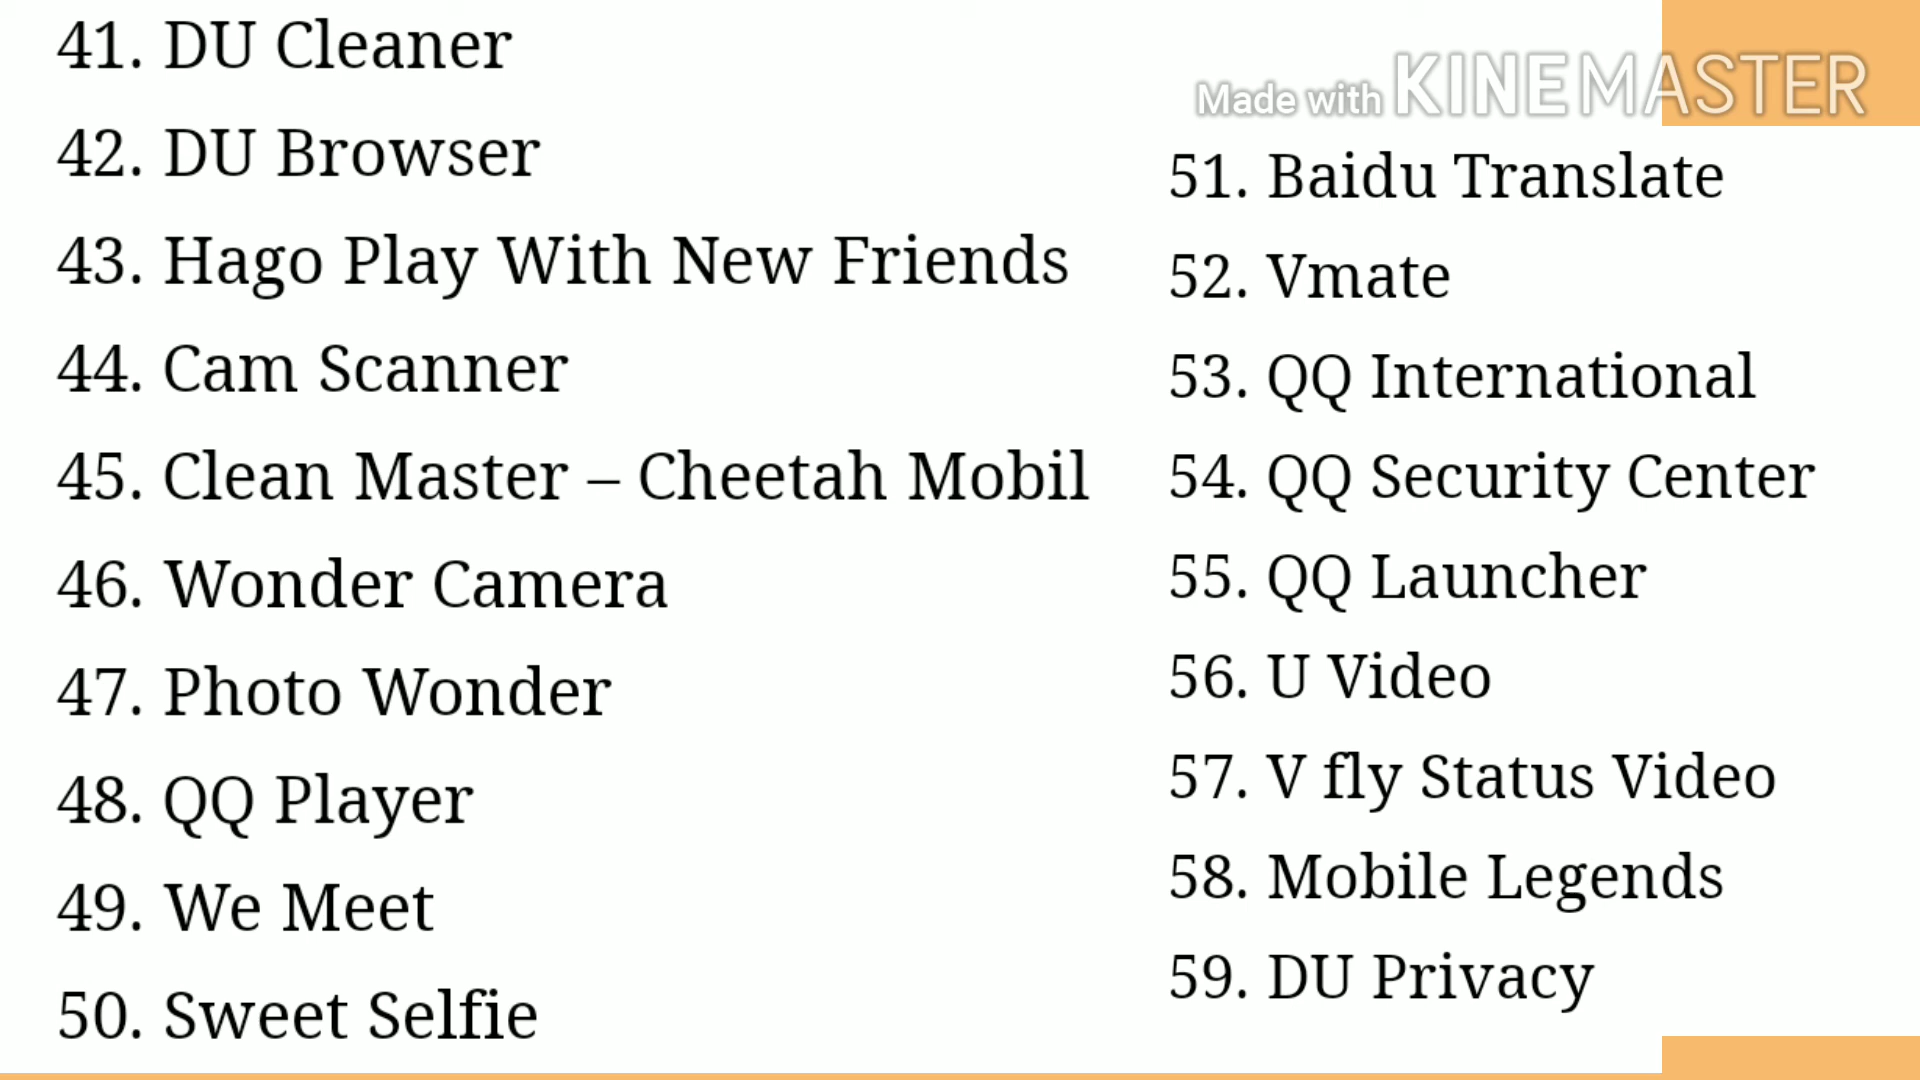 41. DU Cleaner
42. DU Browser
43. Hago Play With New Friends
44. Cam Scanner
45. Clean Master – Cheetah Mobil
46. Wonder Camera
47. Photo Wonder
48. QQ Player
49. We Meet
50. Sweet Selfie
Made with KINEMASTER
51. Baidu Translate
52. Vmate
53. QQ International
54. QQ Security Center
55. QQ Launcher
56. U Video
57. V fly Status Video
58. Mobile Legends
59. DU Privacy